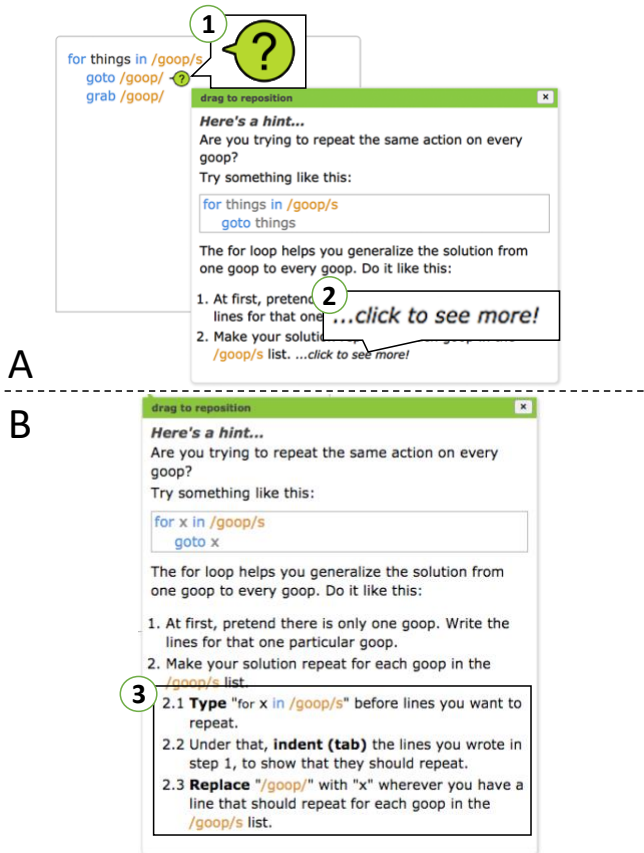 1
?
for things in /goop/s
goto /goop/ ?
grab /goop/
drag to reposition x
Here's a hint...
Are you trying to repeat the same action on every
goop?
Try something like this:
for things in /goop/s
goto things
The for loop helps you generalize the solution from
one goop to every goop. Do it like this:
1. At first, pretend
2
lines for that one
...click to see more!
2. Make your soluti
/goop/s list. ...click to see more!
A
B
drag to reposition x
Here's a hint...
Are you trying to repeat the same action on every
goop?
Try something like this:
for x in /goop/s
goto x
The for loop helps you generalize the solution from
one goop to every goop. Do it like this:
1. At first, pretend there is only one goop. Write the
lines for that one particular goop.
2. Make your solution repeat for each goop in the
/goop/s list.
3
2.1 Type "for x in /goop/s" before lines you want to
repeat.
2.2 Under that, indent (tab) the lines you wrote in
step 1, to show that they should repeat.
2.3 Replace "/goop/" with "x" wherever you have a
line that should repeat for each goop in the
/goop/s list.